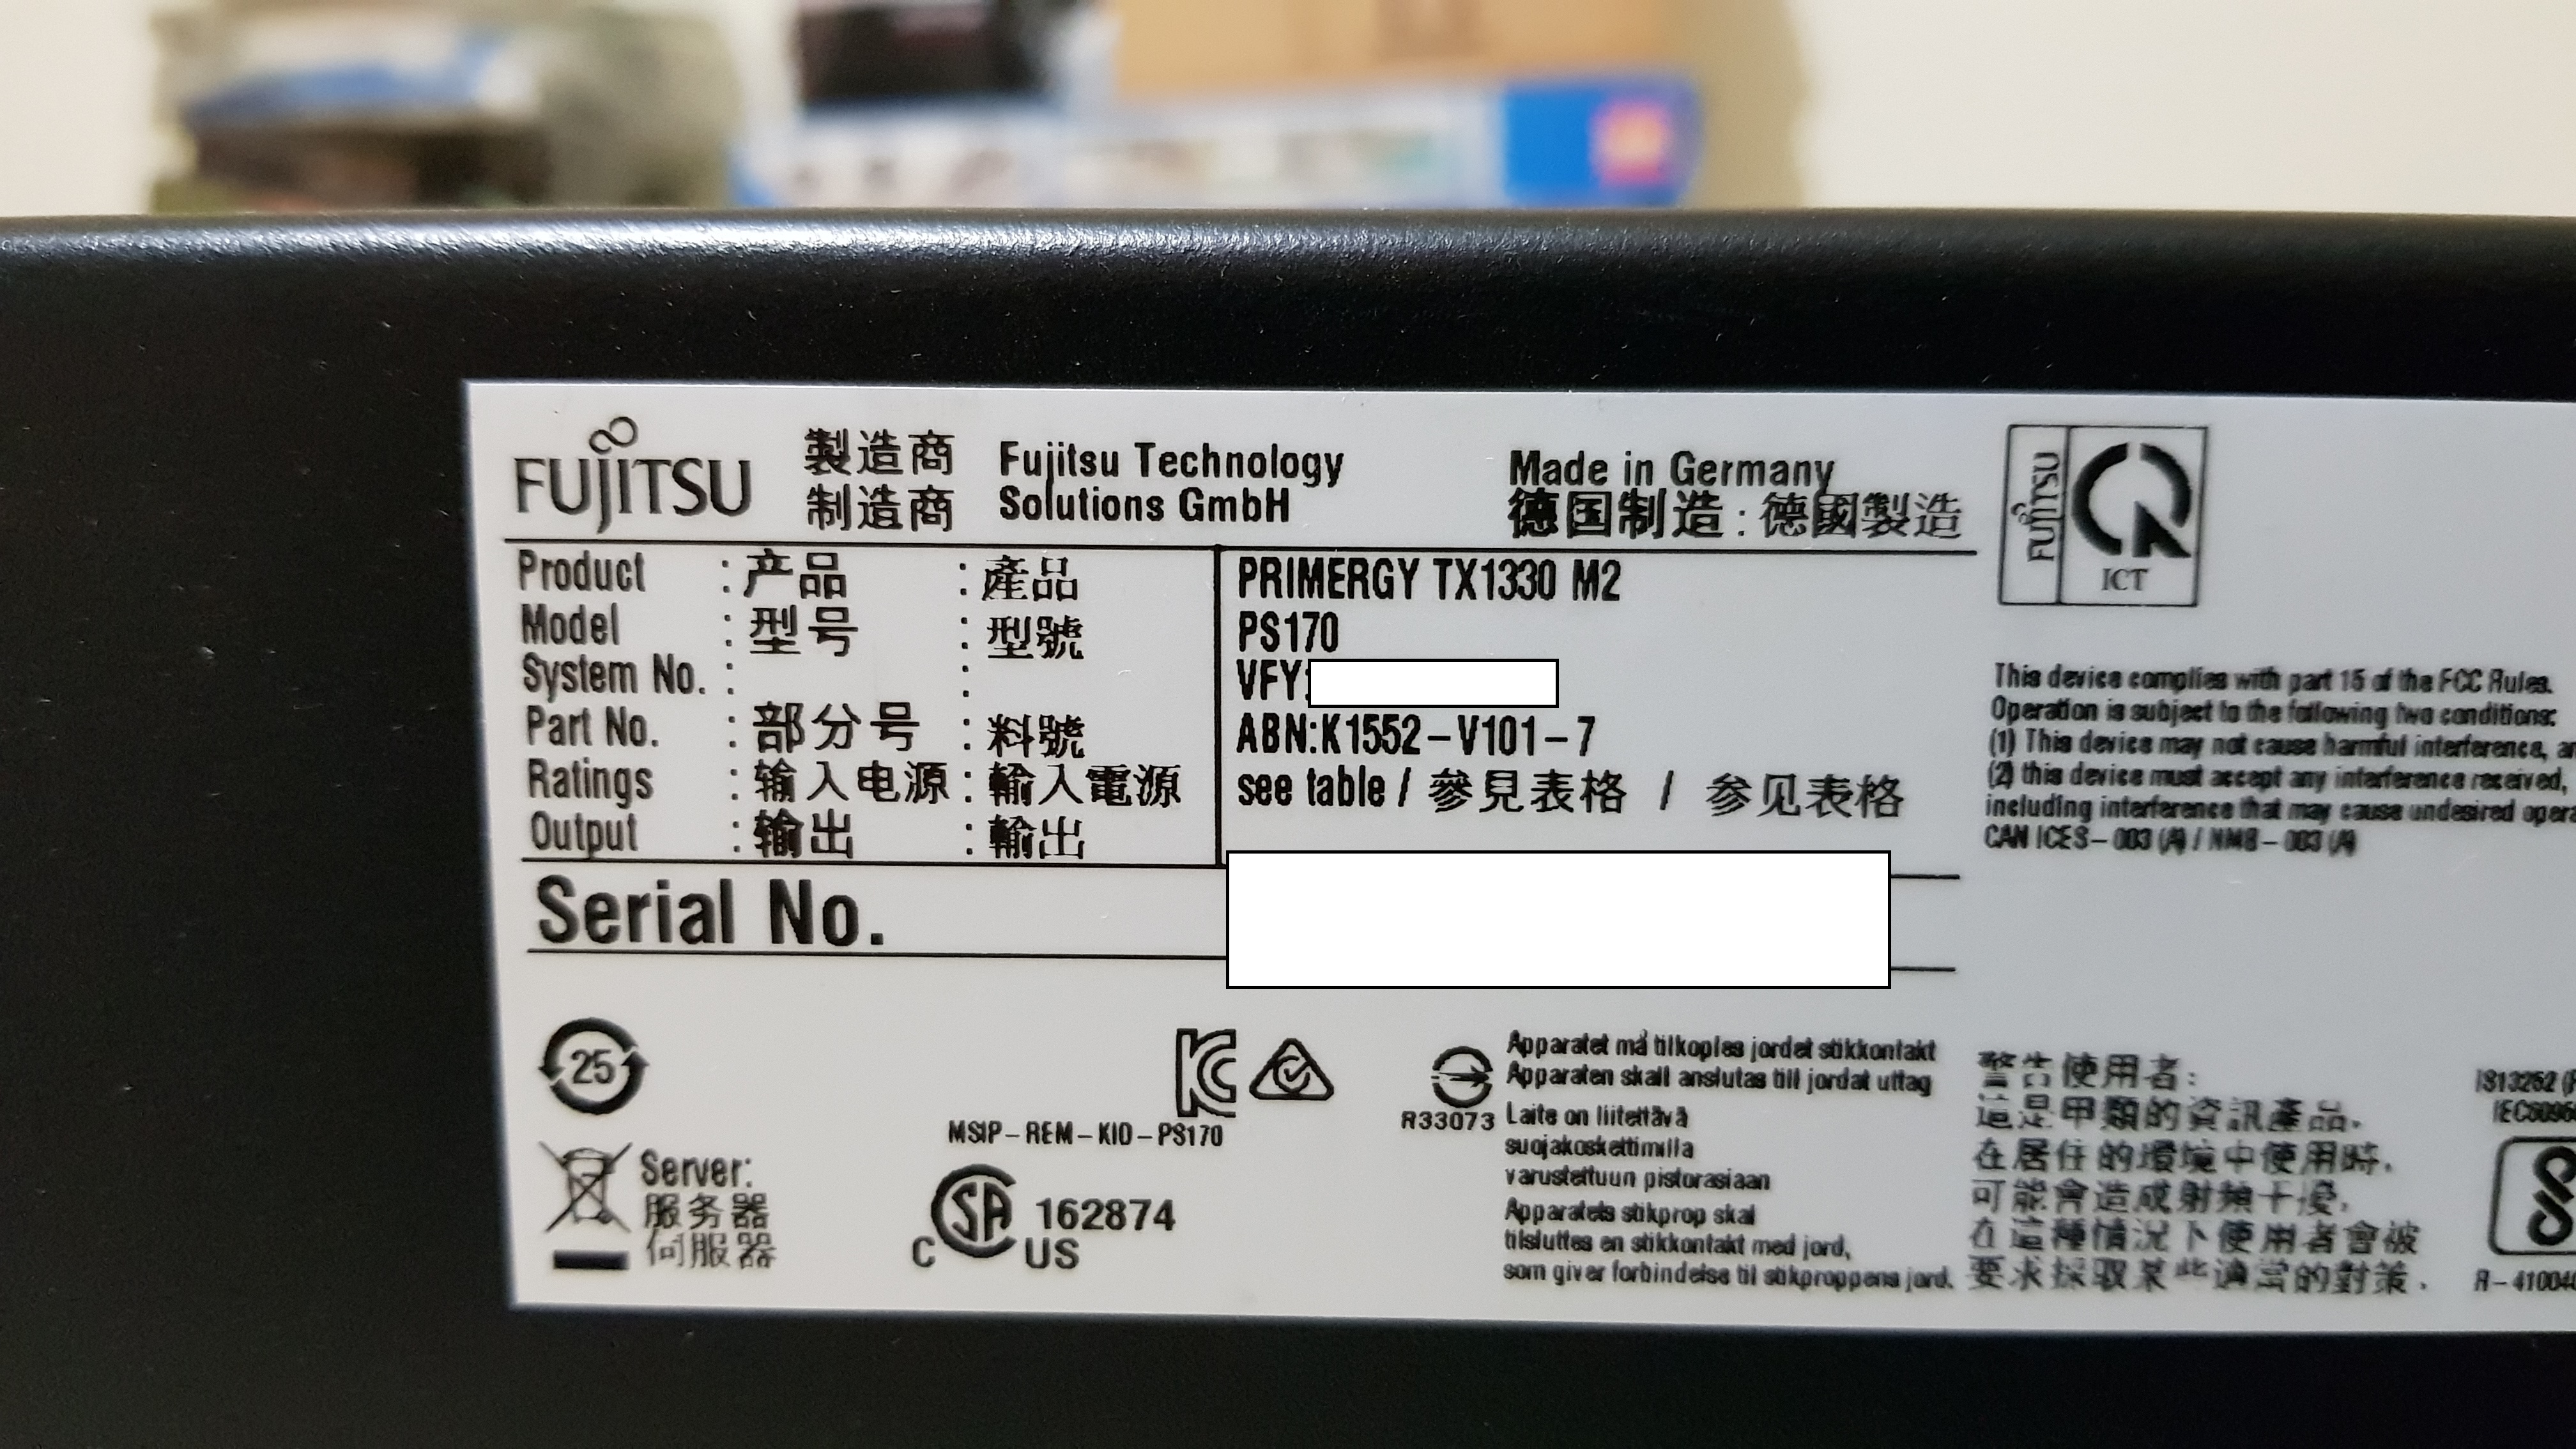 FUJITSU
製造商
制造商
Fujitsu Technology
Solutions GmbH
Made in Germany
德国制造 : 德國製造
FUJITSU
ICT
Product : 产品 : 產品 PRIMERGY TX1330 M2
Model : 型号 : 型號 PS170
System No. : : VFY:
Part No. : 部分号 : 料號 ABN:K1552-V101-7
Ratings : 输入电源 : 輸入電源 see table / 參見表格 / 参见表格
Output : 输出 : 輸出
Serial No.
This device complies with part 15 of the FCC Rules.
Operation is subject to the following two conditions:
(1) This device may not cause harmful interference,
(2) this device must accept any interference received,
including interference that may cause undesired
CAN ICES-003 (A) / NMB-003 (A)
25
MSIP-REM-KIO-PS170
R33073
Server:
服务器
伺服器
CSA 162874
C US
Apparatet må tilkoples jordet stikkontakt
Apparaten skall anslutas till jordat uttag
Laite on liitettävä
suojakoskettimilla
varustettuun pistorasiaan
Apparatets stikprop skal
tilsluttes en stikkontakt med jord,
som giver forbindelse til stikproppens jord.
警告使用者:
這是甲類的資訊產品,
在居住的環境中使用時,
可能會造成射頻干擾,
在這種情況下使用者會被
要求採取某些適當的對策.
IS13252